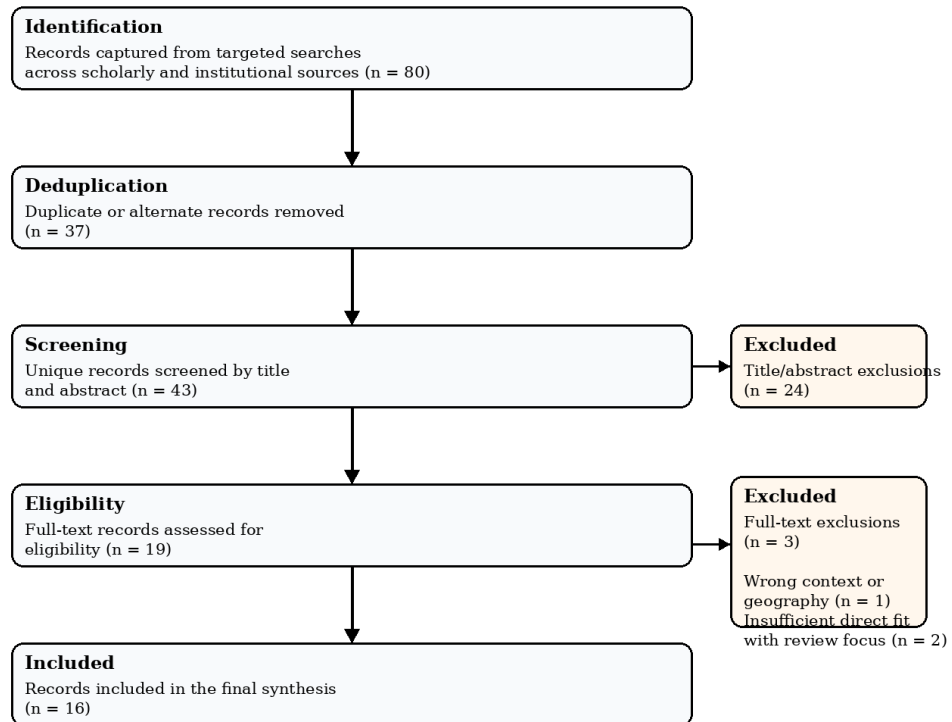 Identification
Records captured from targeted searches
across scholarly and institutional sources (n = 80)
Deduplication
Duplicate or alternate records removed
(n = 37)
Screening
Unique records screened by title
and abstract (n = 43)
Excluded
Title/abstract exclusions
(n = 24)
Eligibility
Full-text records assessed for
eligibility (n = 19)
Excluded
Full-text exclusions
(n = 3)
Wrong context or
geography (n = 1)
Insufficient direct fit
with review focus (n = 2)
Included
Records included in the final synthesis
(n = 16)